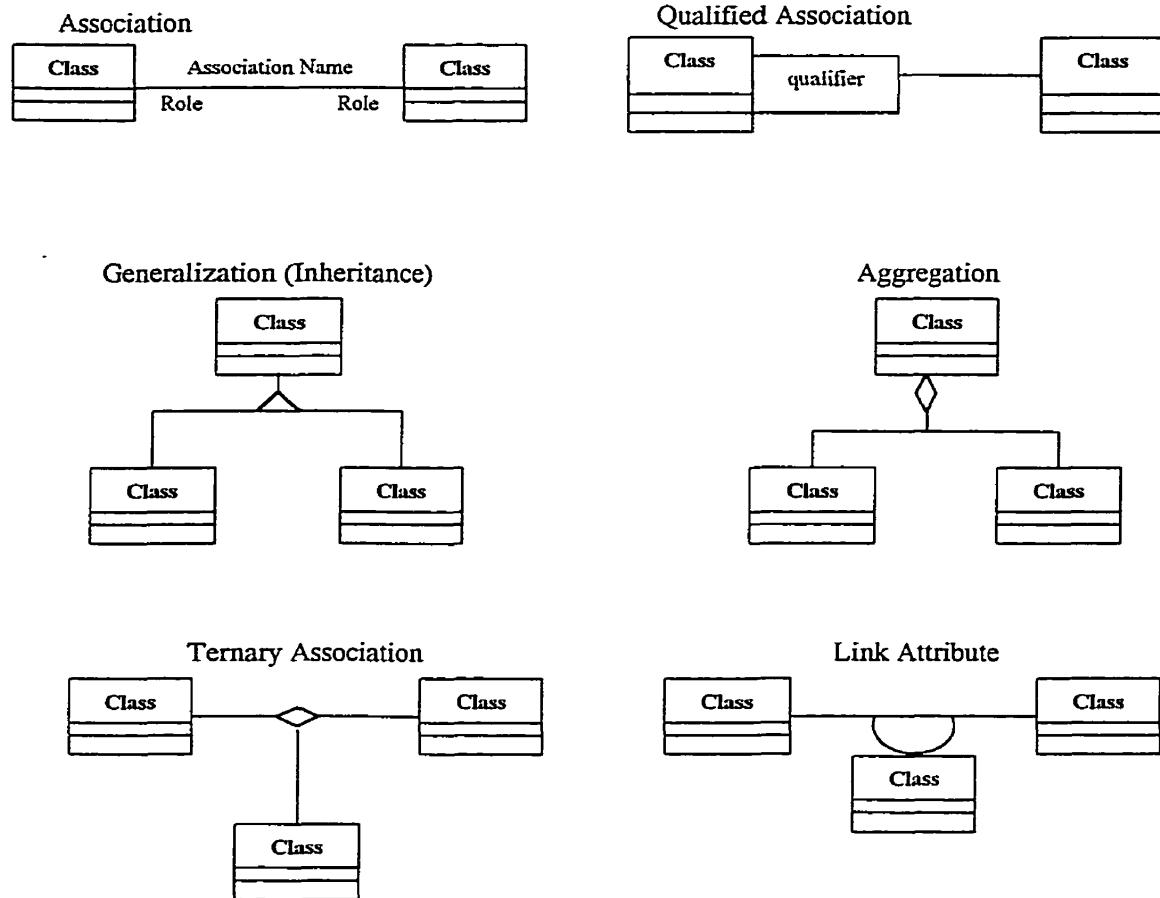 Association
Class
Association Name
Class
Role
Role
Qualified Association
Class
qualifier
Class
Generalization (Inheritance)
Class
Class
Class
Aggregation
Class
Class
Class
Ternary Association
Class
Class
Class
Link Attribute
Class
Class
Class